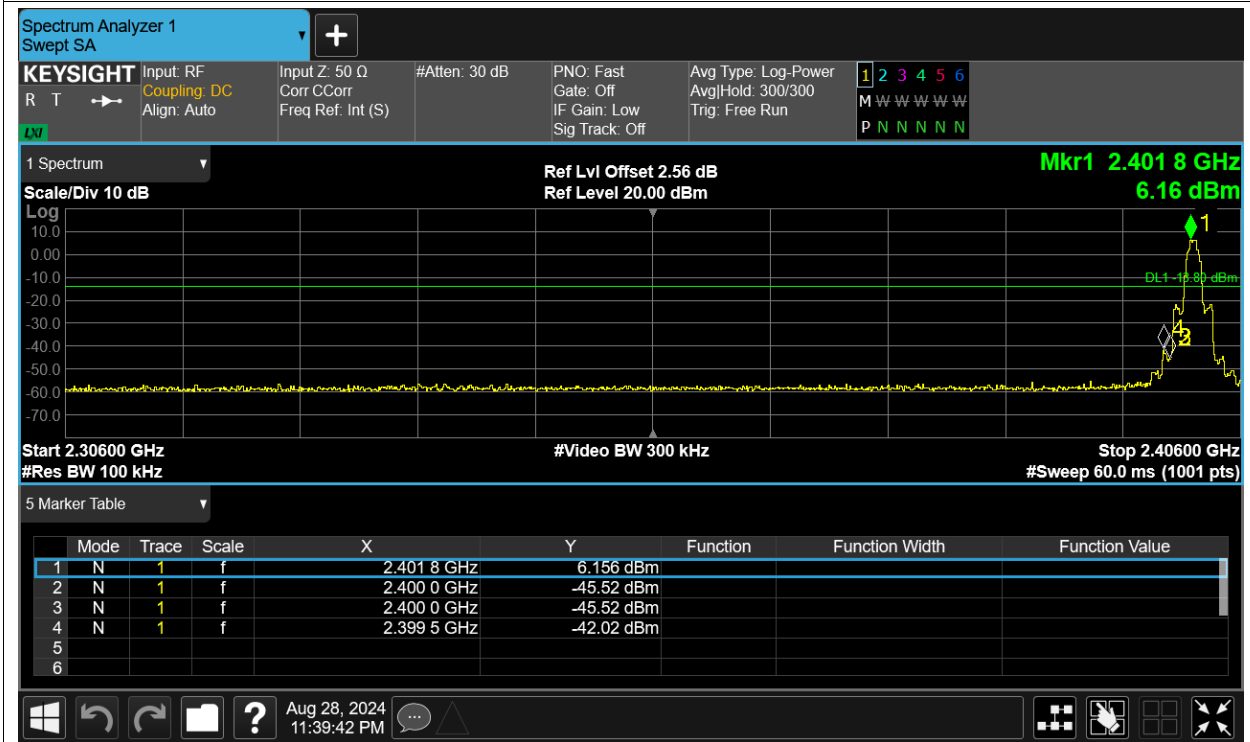 Spectrum Analyzer 1
Swept SA
+
KEYSIGHT
R T
LXI
Input: RF
Coupling: DC
Align: Auto
Input Z: 50 Ω
Corr CCorr
Freq Ref: Int (S)
#Atten: 30 dB
PNO: Fast
Gate: Off
IF Gain: Low
Sig Track: Off
Avg Type: Log-Power
Avg|Hold: 300/300
Trig: Free Run
1 2 3 4 5 6
M W W W W W
P N N N N N
1 Spectrum
Scale/Div 10 dB
Ref Lvl Offset 2.56 dB
Ref Level 20.00 dBm
Mkr1 2.401 8 GHz
6.16 dBm
Log
10.0
0.00
-10.0
-20.0
-30.0
-40.0
-50.0
-60.0
-70.0
1
DL1 -13.80 dBm
4
Start 2.30600 GHz
#Res BW 100 kHz
#Video BW 300 kHz
Stop 2.40600 GHz
#Sweep 60.0 ms (1001 pts)
5 Marker Table
Mode Trace Scale X Y Function Function Width Function Value
1 N 1 f 2.401 8 GHz 6.156 dBm
2 N 1 f 2.400 0 GHz -45.52 dBm
3 N 1 f 2.400 0 GHz -45.52 dBm
4 N 1 f 2.399 5 GHz -42.02 dBm
5
6
?
Aug 28, 2024
11:39:42 PM